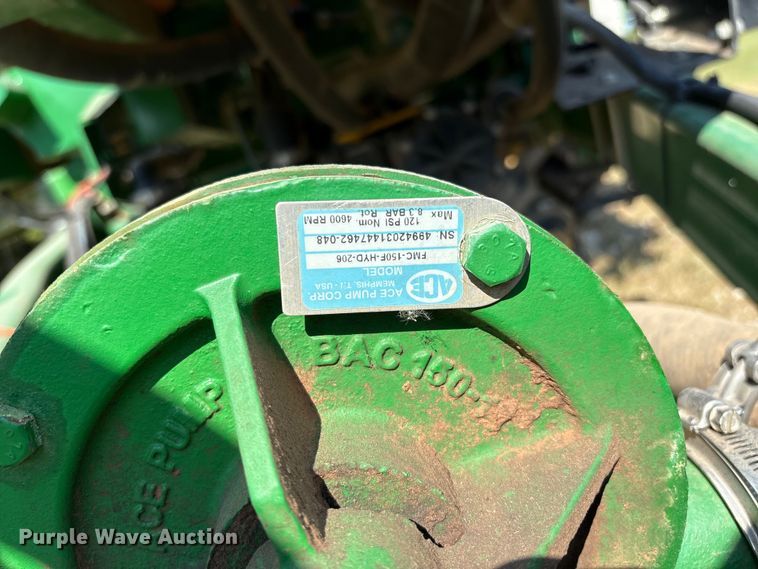 ACE
ACE PUMP CORP.
MEMPHIS, T. - USA
MODEL
FMC-150F-HYD-206
SN. 4994203144 7462-048
120 PSI Nom. 4600 RPM
Max 8.3 BAR Rot.
BAC 150-
ACE PUMP
Purple Wave Auction